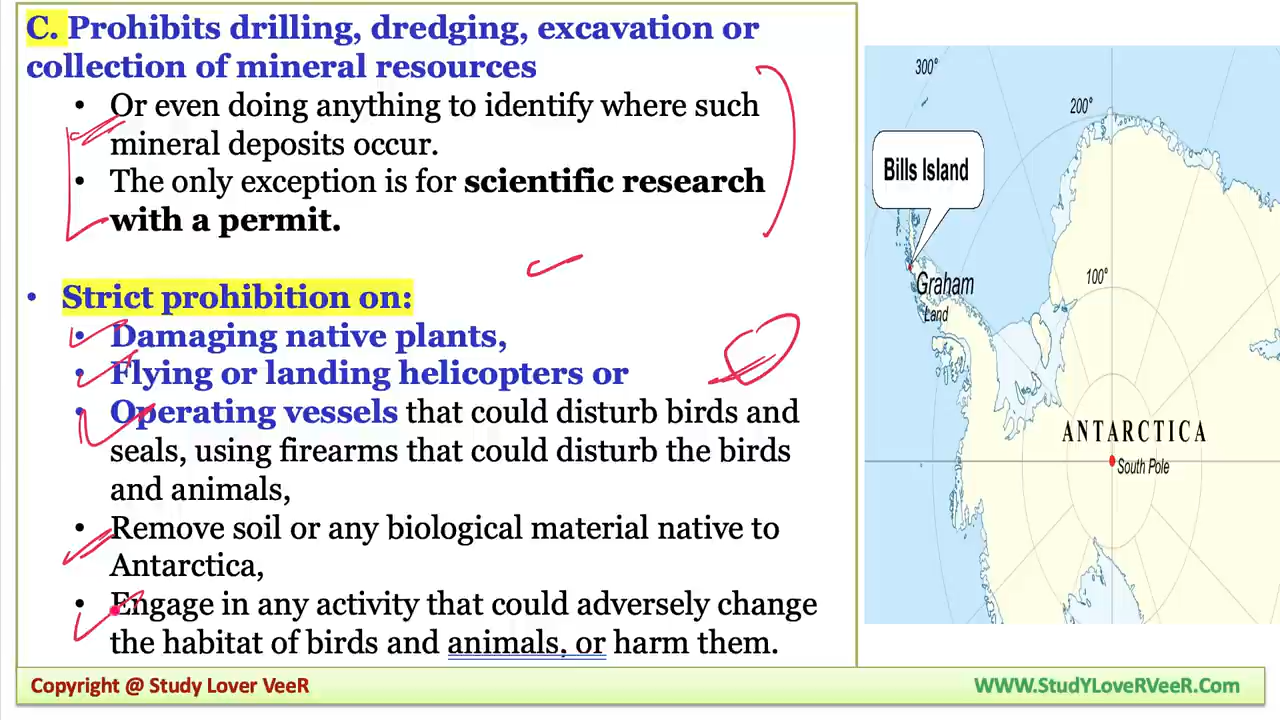 C. Prohibits drilling, dredging, excavation or
collection of mineral resources
• Or even doing anything to identify where such
mineral deposits occur.
• The only exception is for scientific research
with a permit.
• Strict prohibition on:
• Damaging native plants,
• Flying or landing helicopters or
• Operating vessels that could disturb birds and
seals, using firearms that could disturb the birds
and animals,
• Remove soil or any biological material native to
Antarctica,
• Engage in any activity that could adversely change
the habitat of birds and animals, or harm them.
300°
200°
Bills Island
Graham
Land
100°
ANTARCTICA
South Pole
Copyright @ Study Lover VeeR
WWW.StudYLoveRVeeR.Com